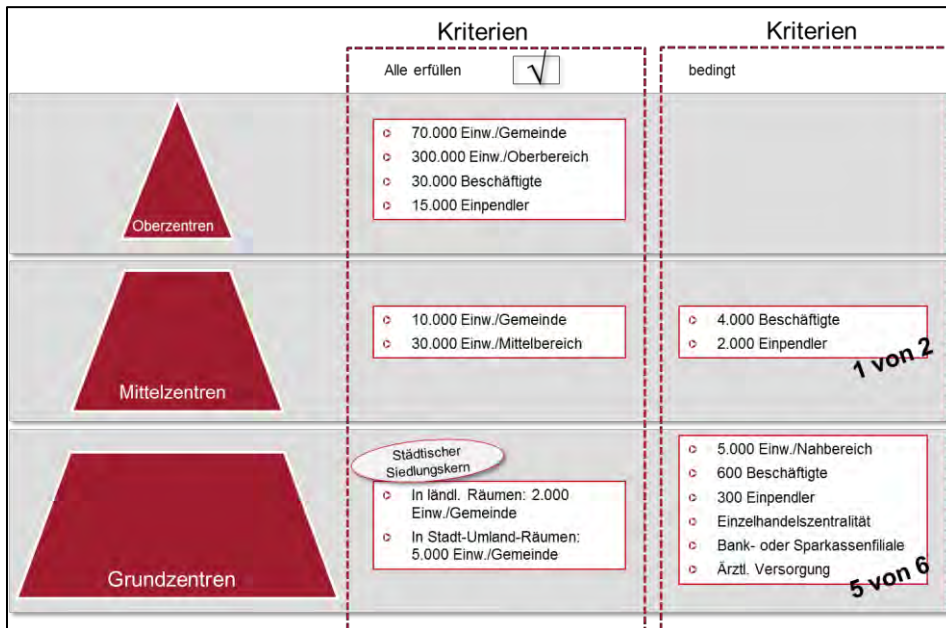 Kriterien
Kriterien
Alle erfüllen
√
bedingt
Oberzentren
70.000 Einw./Gemeinde
300.000 Einw./Oberbereich
30.000 Beschäftigte
15.000 Einpendler
Mittelzentren
10.000 Einw./Gemeinde
30.000 Einw./Mittelbereich
4.000 Beschäftigte
2.000 Einpendler
1 von 2
Grundzentren
Städtischer
Siedlungskern
In ländl. Räumen: 2.000
Einw./Gemeinde
In Stadt-Umland-Räumen:
5.000 Einw./Gemeinde
5.000 Einw./Nahbereich
600 Beschäftigte
300 Einpendler
Einzelhandelszentralität
Bank- oder Sparkassenfiliale
Ärztl. Versorgung
5 von 6